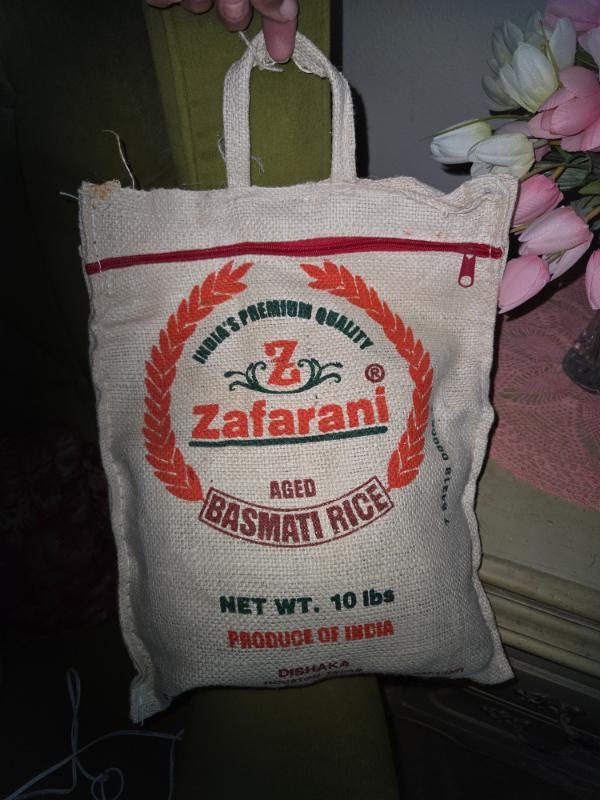 INDIA'S PREMIUM QUALITY
Z
®
Zafarani
AGED
BASMATI RICE
NET WT. 10 lbs
PRODUCE OF INDIA
DISHAKA